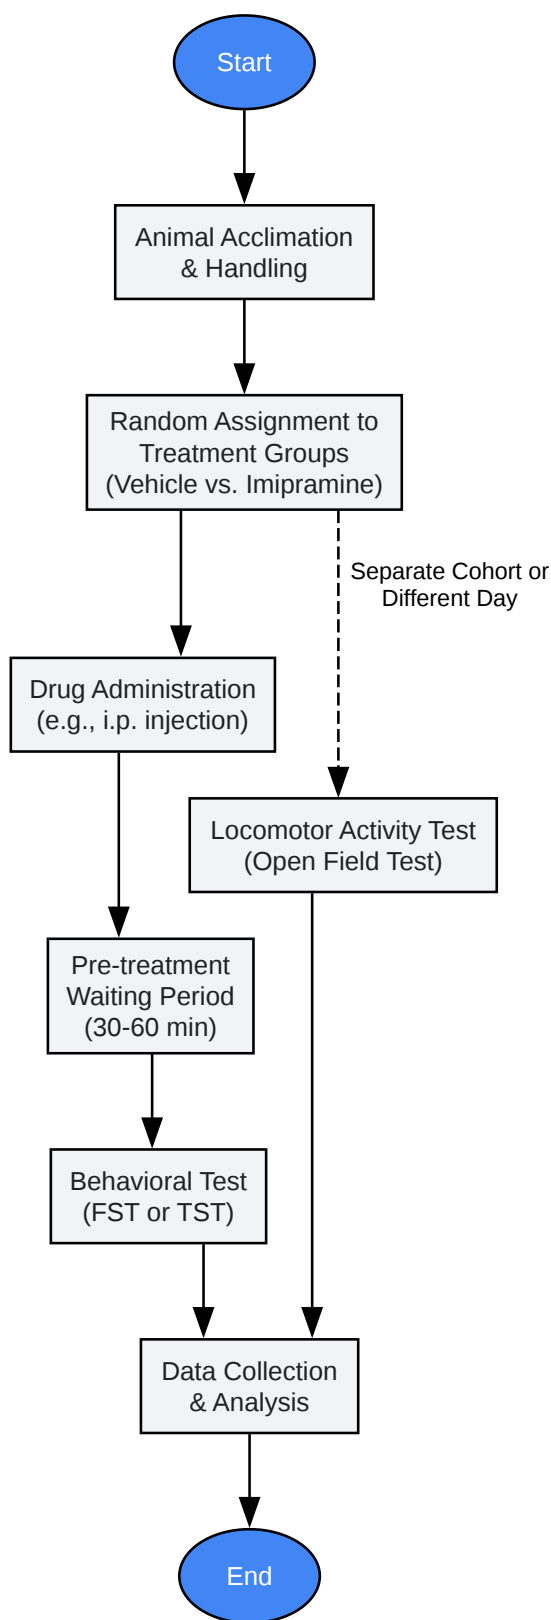 Start
Animal Acclimation
& Handling
Random Assignment to
Treatment Groups
(Vehicle vs. Imipramine)
Separate Cohort or
Different Day
Drug Administration
(e.g., i.p. injection)
Locomotor Activity Test
(Open Field Test)
Pre-treatment
Waiting Period
(30-60 min)
Behavioral Test
(FST or TST)
Data Collection
& Analysis
End